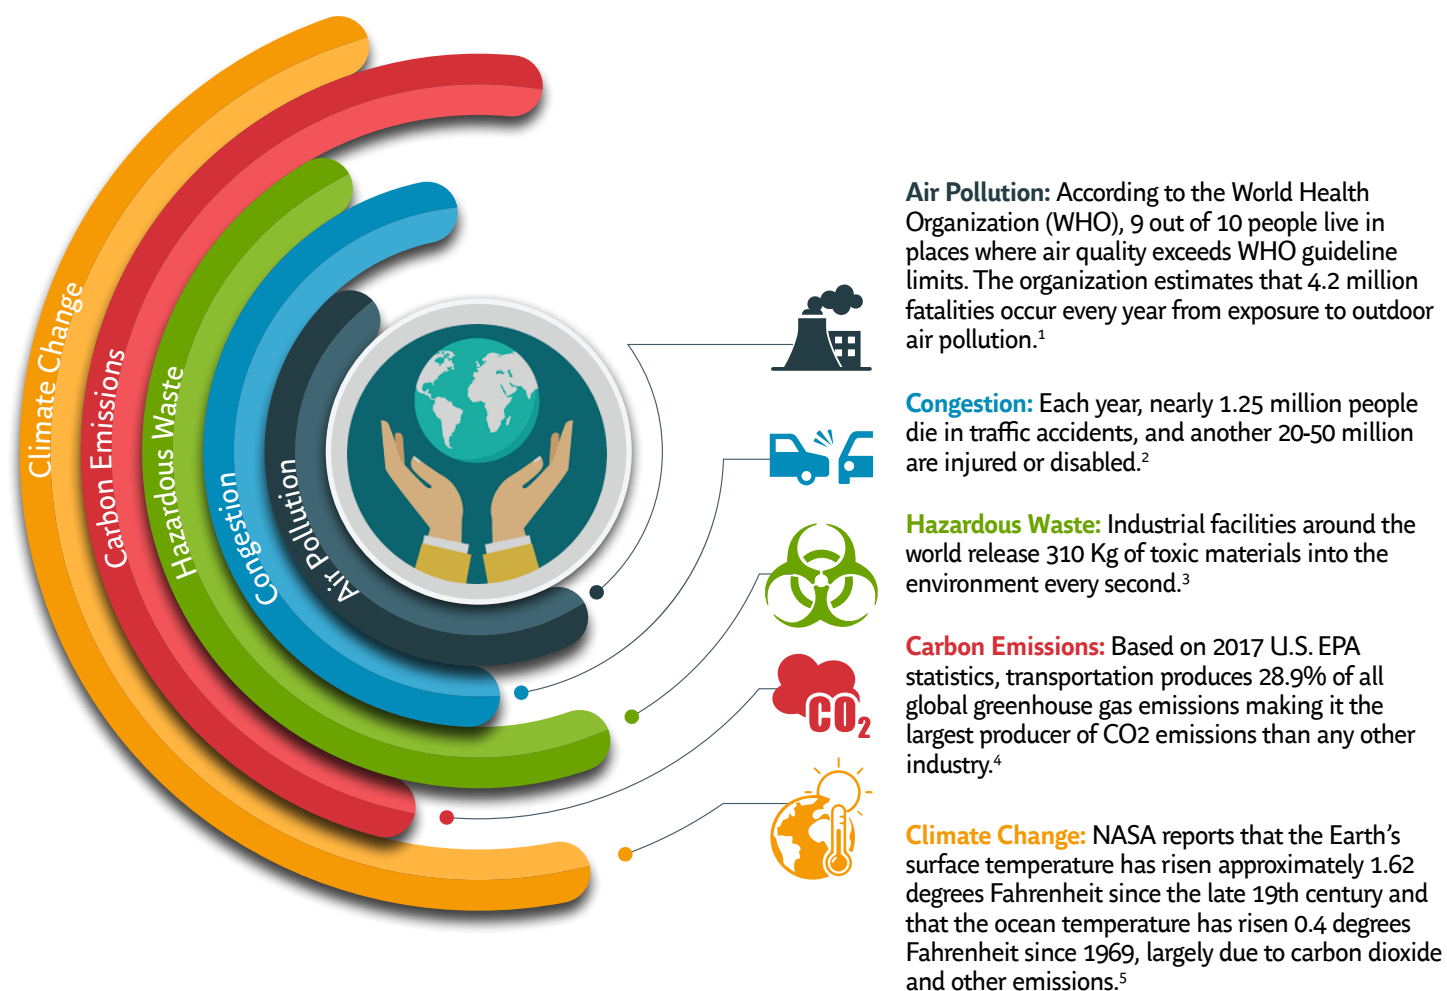 Climate Change
Carbon Emissions
Hazardous Waste
Congestion
Air Pollution
Air Pollution: According to the World Health
Organization (WHO), 9 out of 10 people live in
places where air quality exceeds WHO guideline
limits. The organization estimates that 4.2 million
fatalities occur every year from exposure to outdoor
air pollution.¹
Congestion: Each year, nearly 1.25 million people
die in traffic accidents, and another 20-50 million
are injured or disabled.²
Hazardous Waste: Industrial facilities around the
world release 310 Kg of toxic materials into the
environment every second.³
CO₂
Carbon Emissions: Based on 2017 U.S. EPA
statistics, transportation produces 28.9% of all
global greenhouse gas emissions making it the
largest producer of CO2 emissions than any other
industry.⁴
Climate Change: NASA reports that the Earth's
surface temperature has risen approximately 1.62
degrees Fahrenheit since the late 19th century and
that the ocean temperature has risen 0.4 degrees
Fahrenheit since 1969, largely due to carbon dioxide
and other emissions.⁵